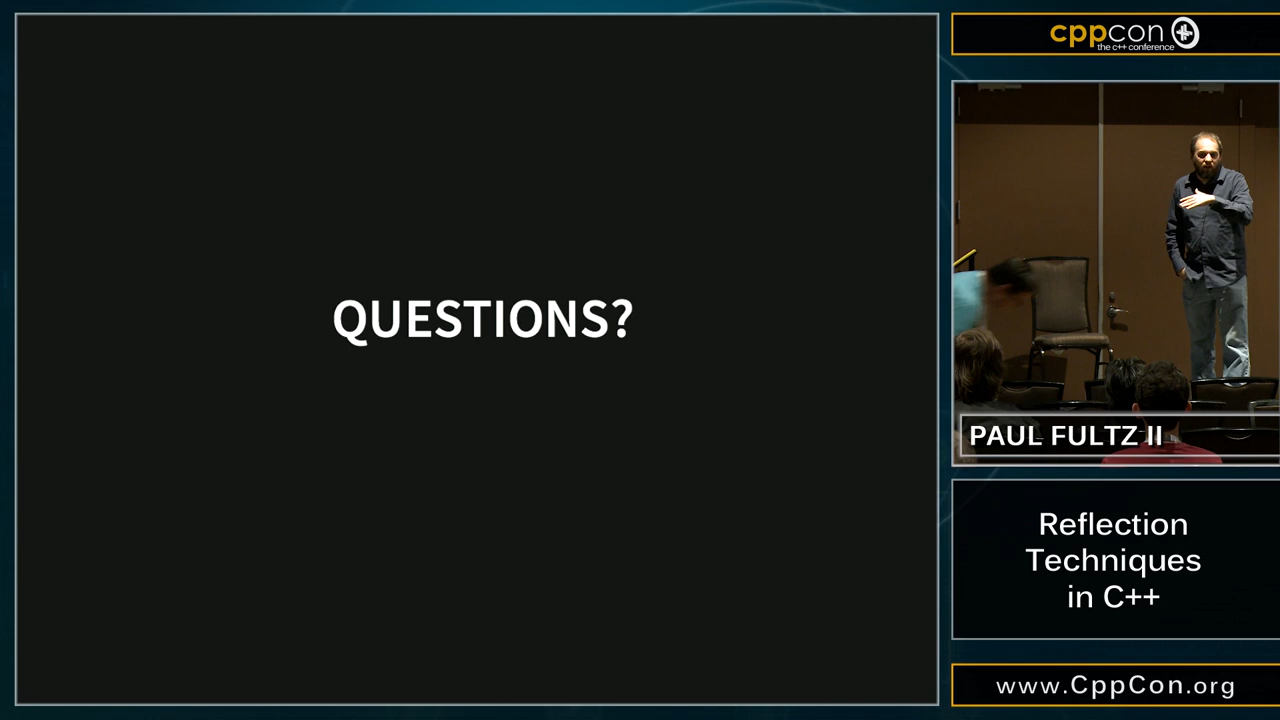 QUESTIONS?
cppcon
the c++ conference
PAUL FULTZ II
Reflection
Techniques
in C++
www.CppCon.org